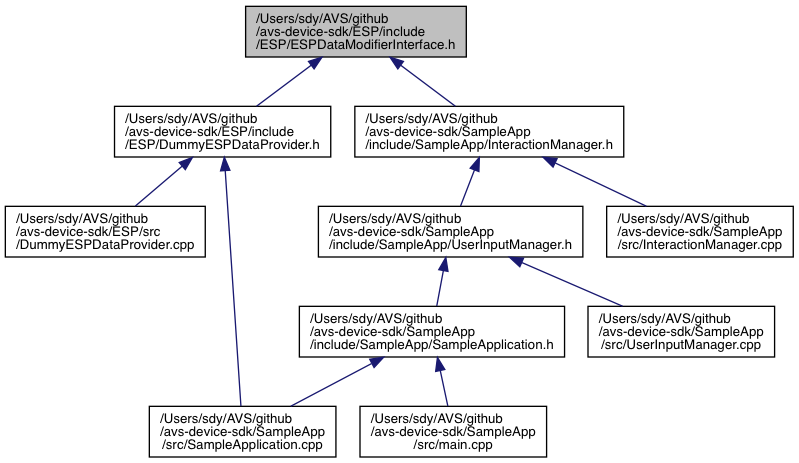 /Users/sdy/AVS/github
/avs-device-sdk/ESP/include
/ESP/ESPDataModifierInterface.h
/Users/sdy/AVS/github
/avs-device-sdk/ESP/include
/ESP/DummyESPDataProvider.h
/Users/sdy/AVS/github
/avs-device-sdk/SampleApp
/include/SampleApp/InteractionManager.h
/Users/sdy/AVS/github
/avs-device-sdk/ESP/src
/DummyESPDataProvider.cpp
/Users/sdy/AVS/github
/avs-device-sdk/SampleApp
/include/SampleApp/UserInputManager.h
/Users/sdy/AVS/github
/avs-device-sdk/SampleApp
/src/InteractionManager.cpp
/Users/sdy/AVS/github
/avs-device-sdk/SampleApp
/include/SampleApp/SampleApplication.h
/Users/sdy/AVS/github
/avs-device-sdk/SampleApp
/src/UserInputManager.cpp
/Users/sdy/AVS/github
/avs-device-sdk/SampleApp
/src/SampleApplication.cpp
/Users/sdy/AVS/github
/avs-device-sdk/SampleApp
/src/main.cpp